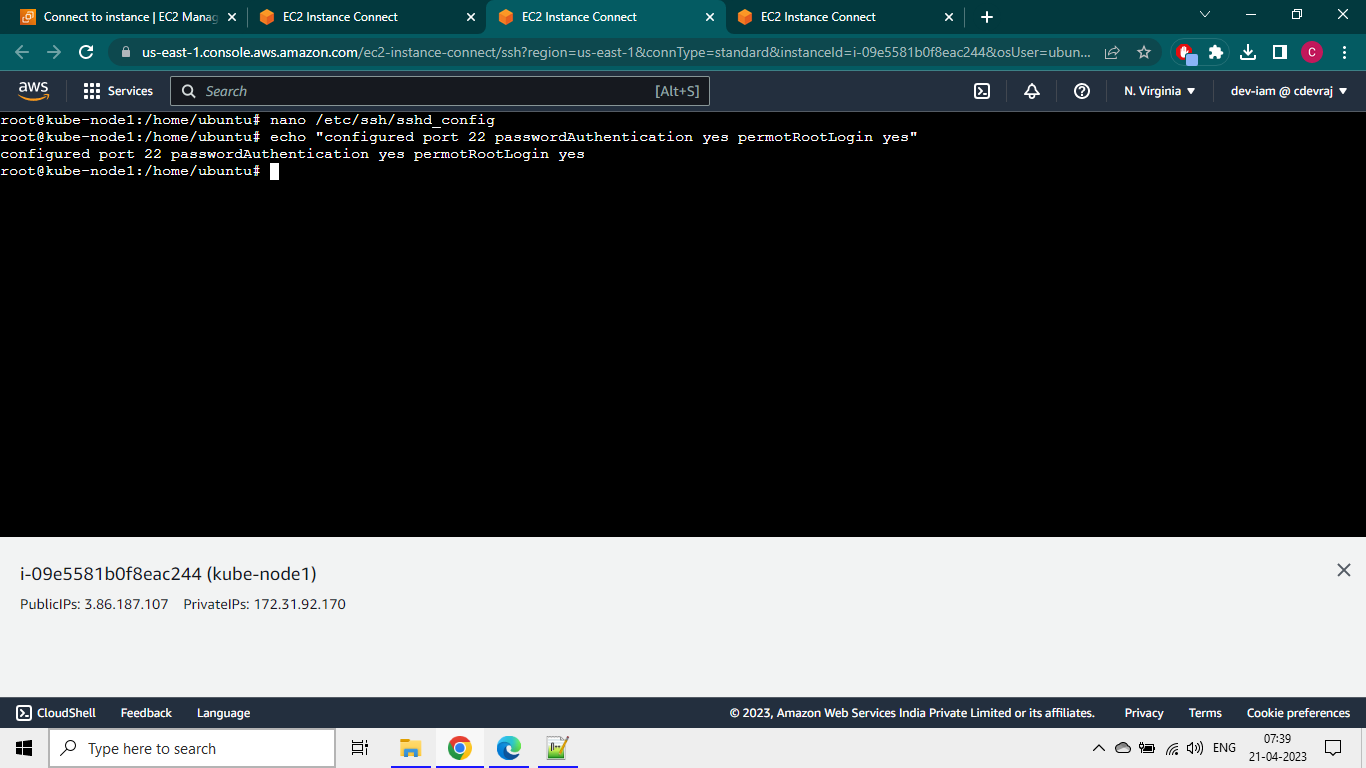 Connect to instance | EC2 Manag
EC2 Instance Connect
EC2 Instance Connect
EC2 Instance Connect
us-east-1.console.aws.amazon.com/ec2-instance-connect/ssh?region=us-east-1&connType=standard&instanceId=i-09e5581b0f8eac244&osUser=ubun...
C
aws
Services
Search
[Alt+S]
N. Virginia
dev-iam @ cdevraj
root@kube-node1:/home/ubuntu# nano /etc/ssh/sshd_config
root@kube-node1:/home/ubuntu# echo "configured port 22 passwordAuthentication yes permotRootLogin yes"
configured port 22 passwordAuthentication yes permotRootLogin yes
root@kube-node1:/home/ubuntu#
i-09e5581b0f8eac244 (kube-node1)
PublicIPs: 3.86.187.107 PrivateIPs: 172.31.92.170
CloudShell
Feedback
Language
© 2023, Amazon Web Services India Private Limited or its affiliates.
Privacy
Terms
Cookie preferences
Type here to search
ENG
07:39
21-04-2023